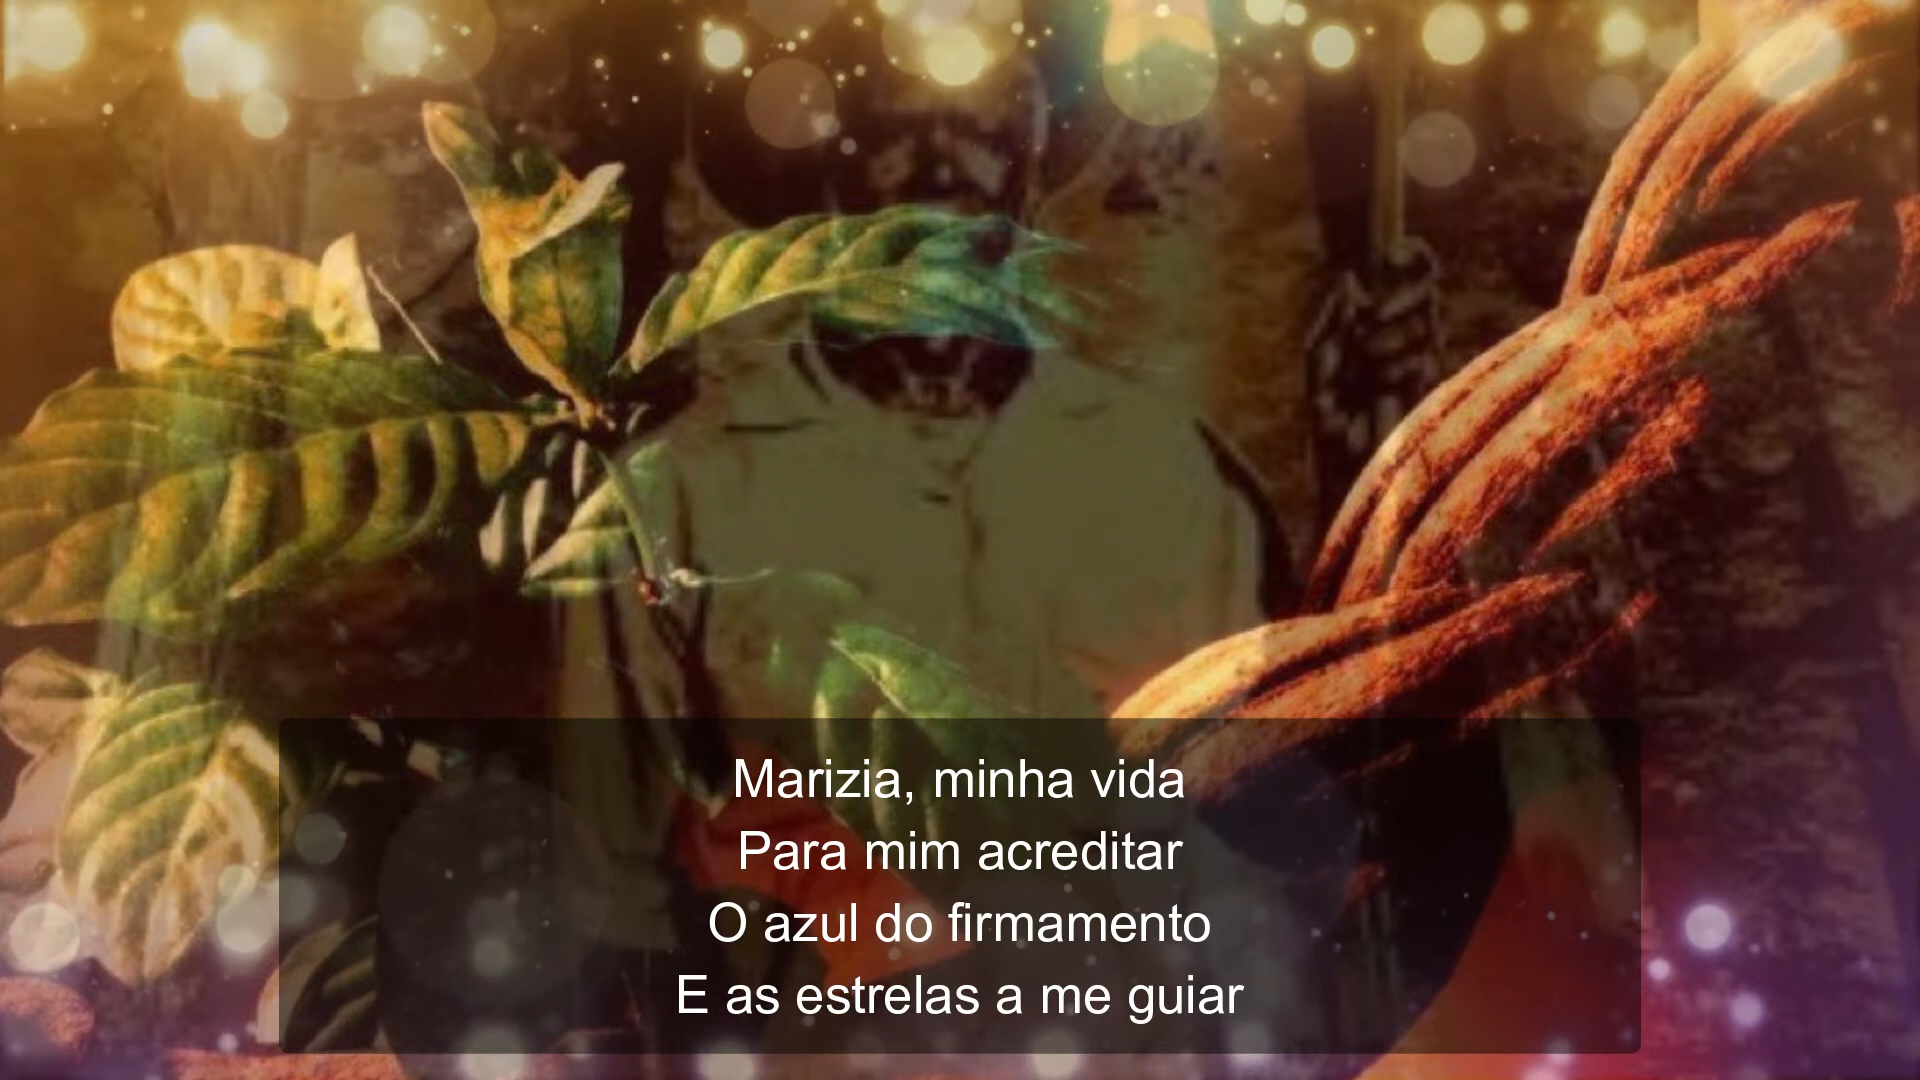 Marizia, minha vida
Para mim acreditar
O azul do firmamento
E as estrelas a me guiar